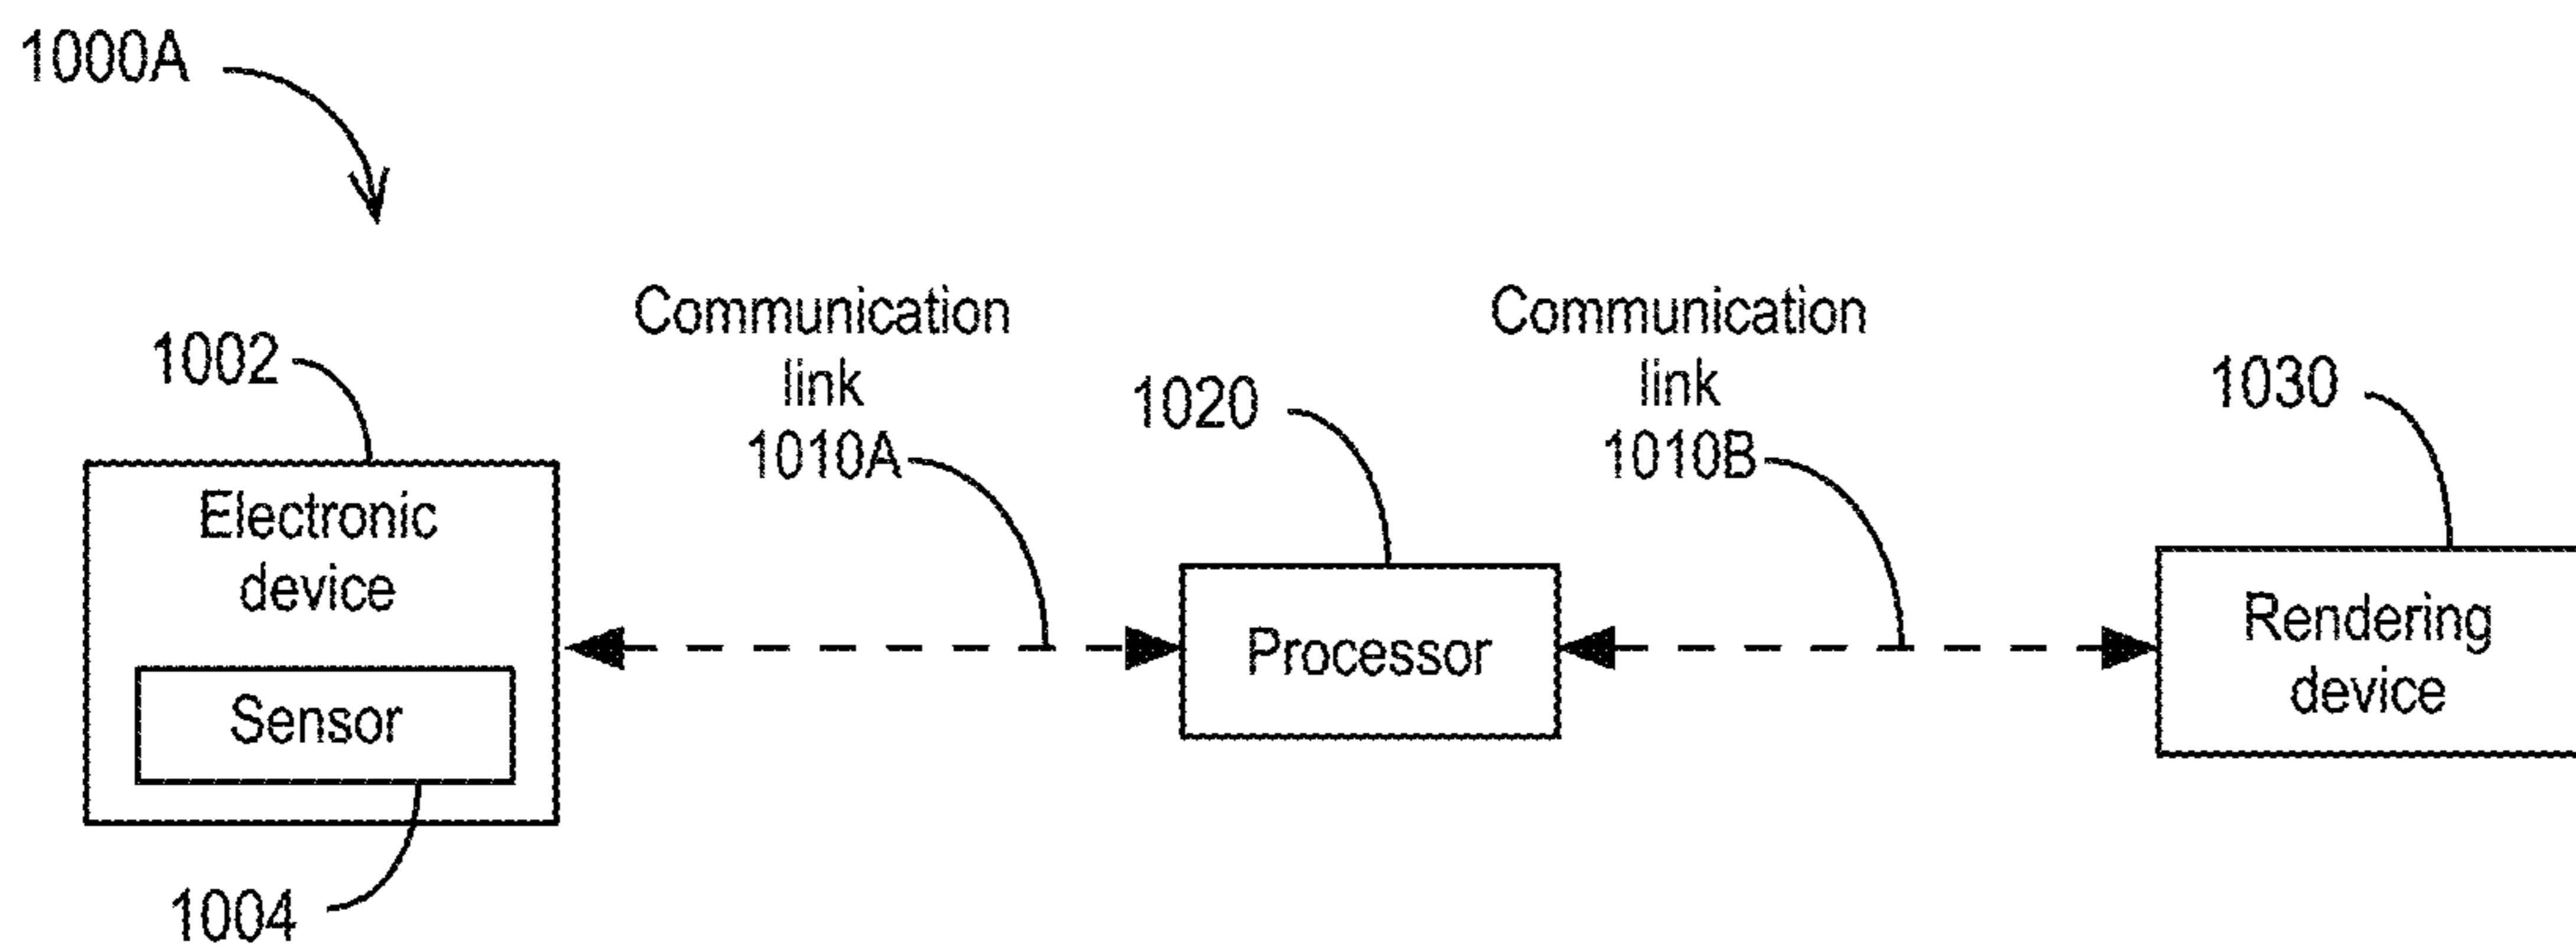 1000A
1002
Communication
link
1010A
1020
Communication
link
1010B
1030
Electronic
device
Sensor
1004
Processor
Rendering
device